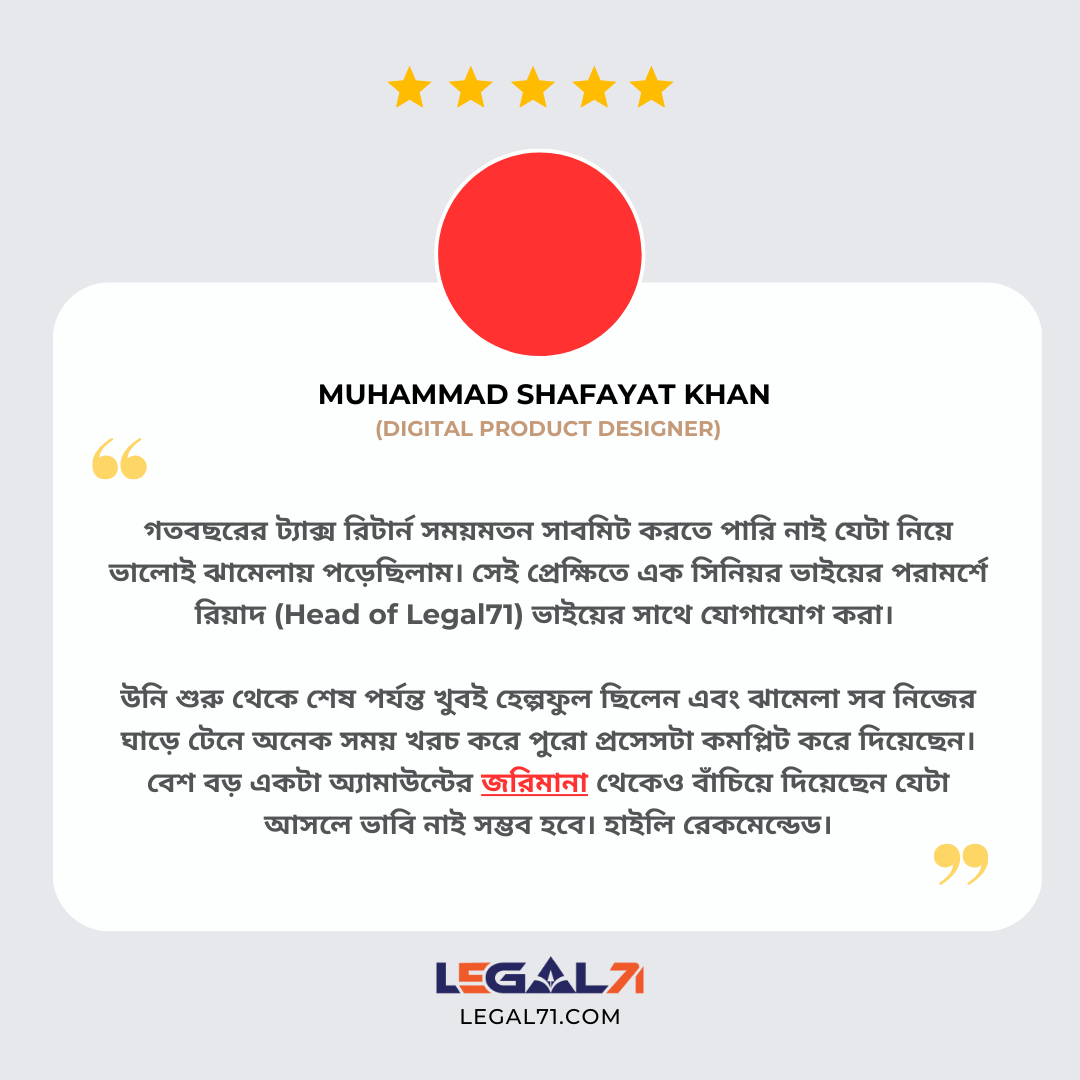 MUHAMMAD SHAFAYAT KHAN
(DIGITAL PRODUCT DESIGNER)
“
গতবছরের ট্যাক্স রিটার্ন সময়মতন সাবমিট করতে পারি নাই যেটা নিয়ে
ভালোই ঝামেলায় পড়েছিলাম। সেই প্রেক্ষিতে এক সিনিয়র ভাইয়ের পরামর্শে
রিয়াদ (Head of Legal71) ভাইয়ের সাথে যোগাযোগ করা।
উনি শুরু থেকে শেষ পর্যন্ত খুবই হেল্পফুল ছিলেন এবং ঝামেলা সব নিজের
ঘাড়ে টেনে অনেক সময় খরচ করে পুরো প্রসেসটা কমপ্লিট করে দিয়েছেন।
বেশ বড় একটা অ্যামাউন্টের জরিমানা থেকেও বাঁচিয়ে দিয়েছেন যেটা
আসলে ভাবি নাই সম্ভব হবে। হাইলি রেকমেন্ডেড।
”
LEGAL71
LEGAL71.COM